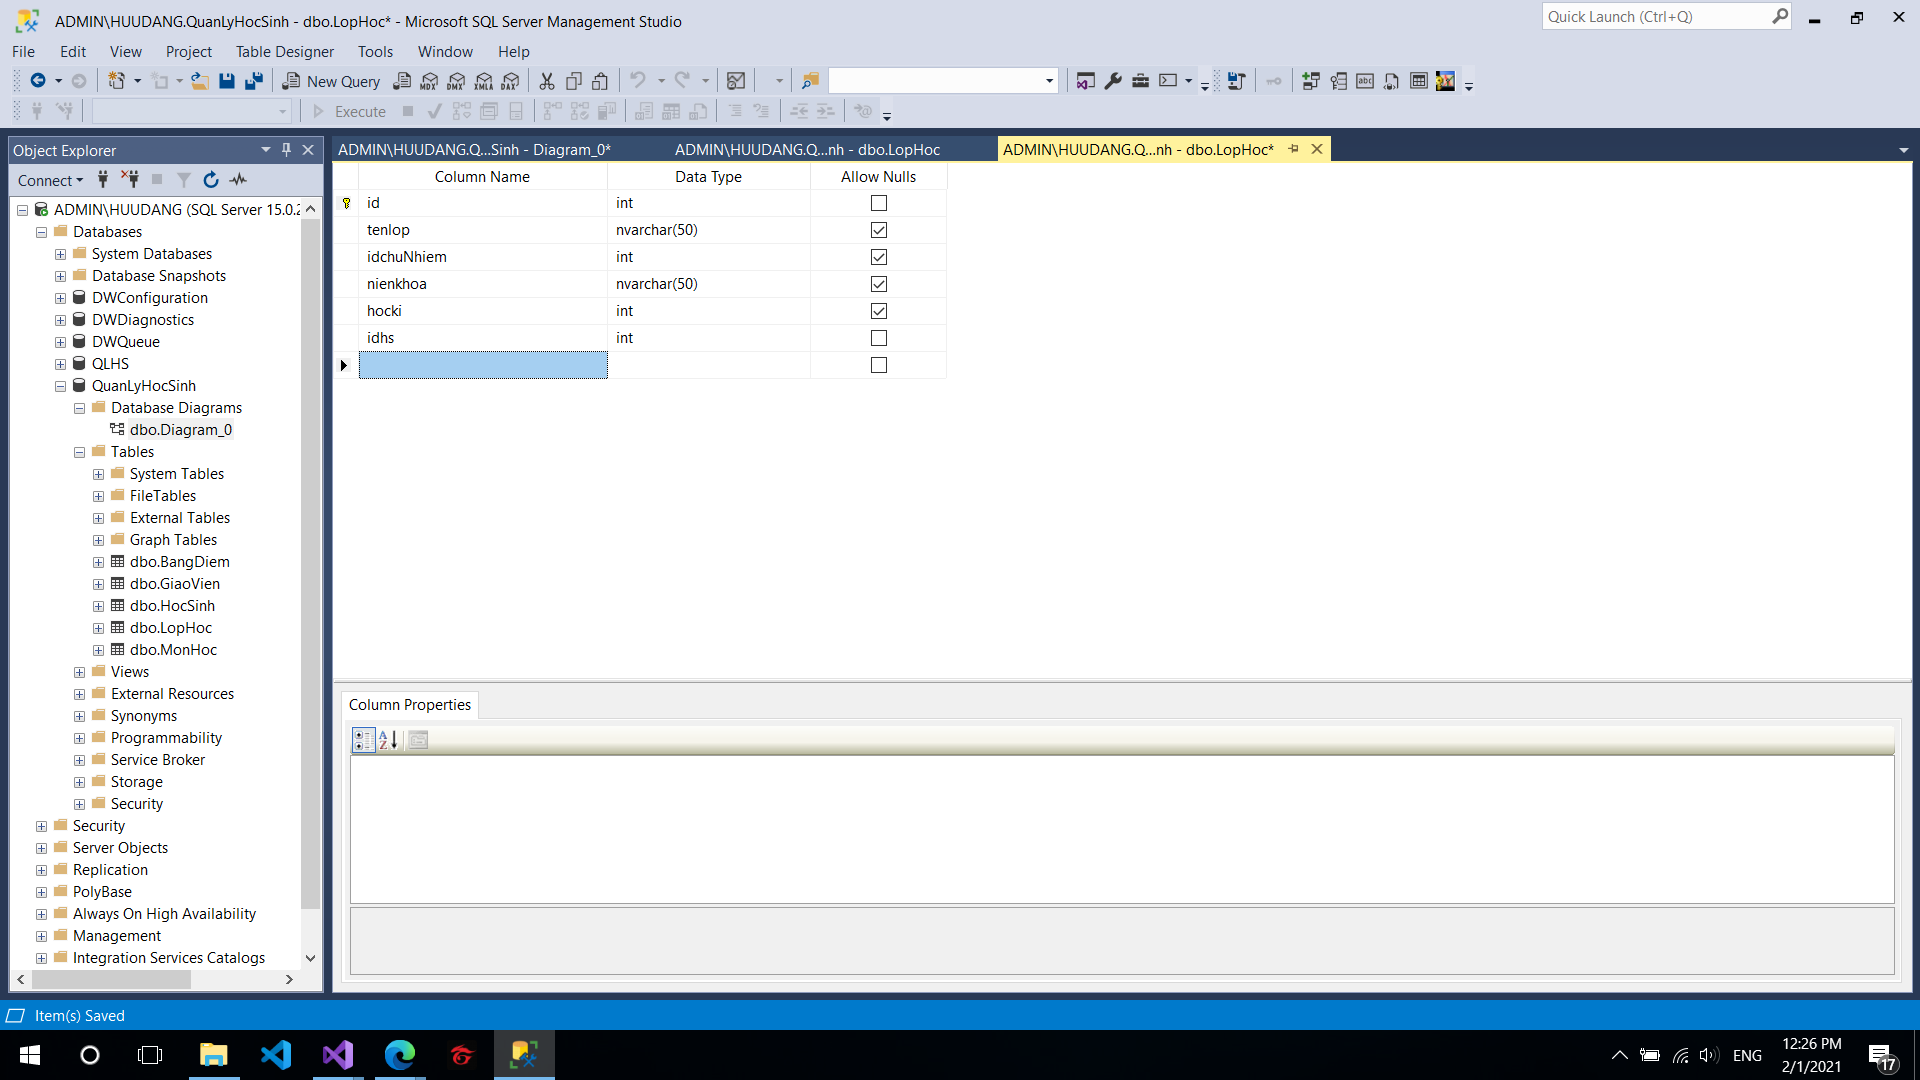 ADMIN\HUUDANG.QuanLyHocSinh - dbo.LopHoc* - Microsoft SQL Server Management Studio
Quick Launch (Ctrl+Q)
File Edit View Project Table Designer Tools Window Help
New Query MDX DMX XMLA DAX
Execute
Object Explorer
ADMIN\HUUDANG.Q...Sinh - Diagram_0* ADMIN\HUUDANG.Q...nh - dbo.LopHoc ADMIN\HUUDANG.Q...nh - dbo.LopHoc*
Connect
ADMIN\HUUDANG (SQL Server 15.0.2
Databases
System Databases
Database Snapshots
DWConfiguration
DWDiagnostics
DWQueue
QLHS
QuanLyHocSinh
Database Diagrams
dbo.Diagram_0
Tables
System Tables
FileTables
External Tables
Graph Tables
dbo.BangDiem
dbo.GiaoVien
dbo.HocSinh
dbo.LopHoc
dbo.MonHoc
Views
External Resources
Synonyms
Programmability
Service Broker
Storage
Security
Security
Server Objects
Replication
PolyBase
Always On High Availability
Management
Integration Services Catalogs
Column Name Data Type Allow Nulls
id int
tenlop nvarchar(50)
idchuNhiem int
nienkhoa nvarchar(50)
hocki int
idhs int
Column Properties
Item(s) Saved
ENG
12:26 PM
2/1/2021
17